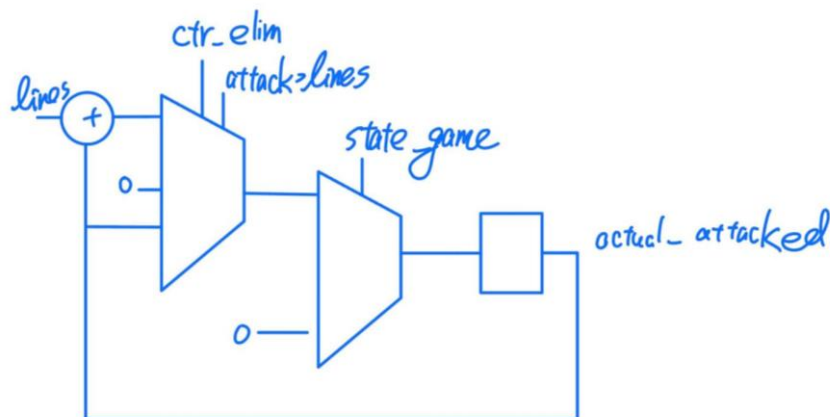 ctr_elim
attack>lines
lines
+
state_game
0
actual_attacked
0